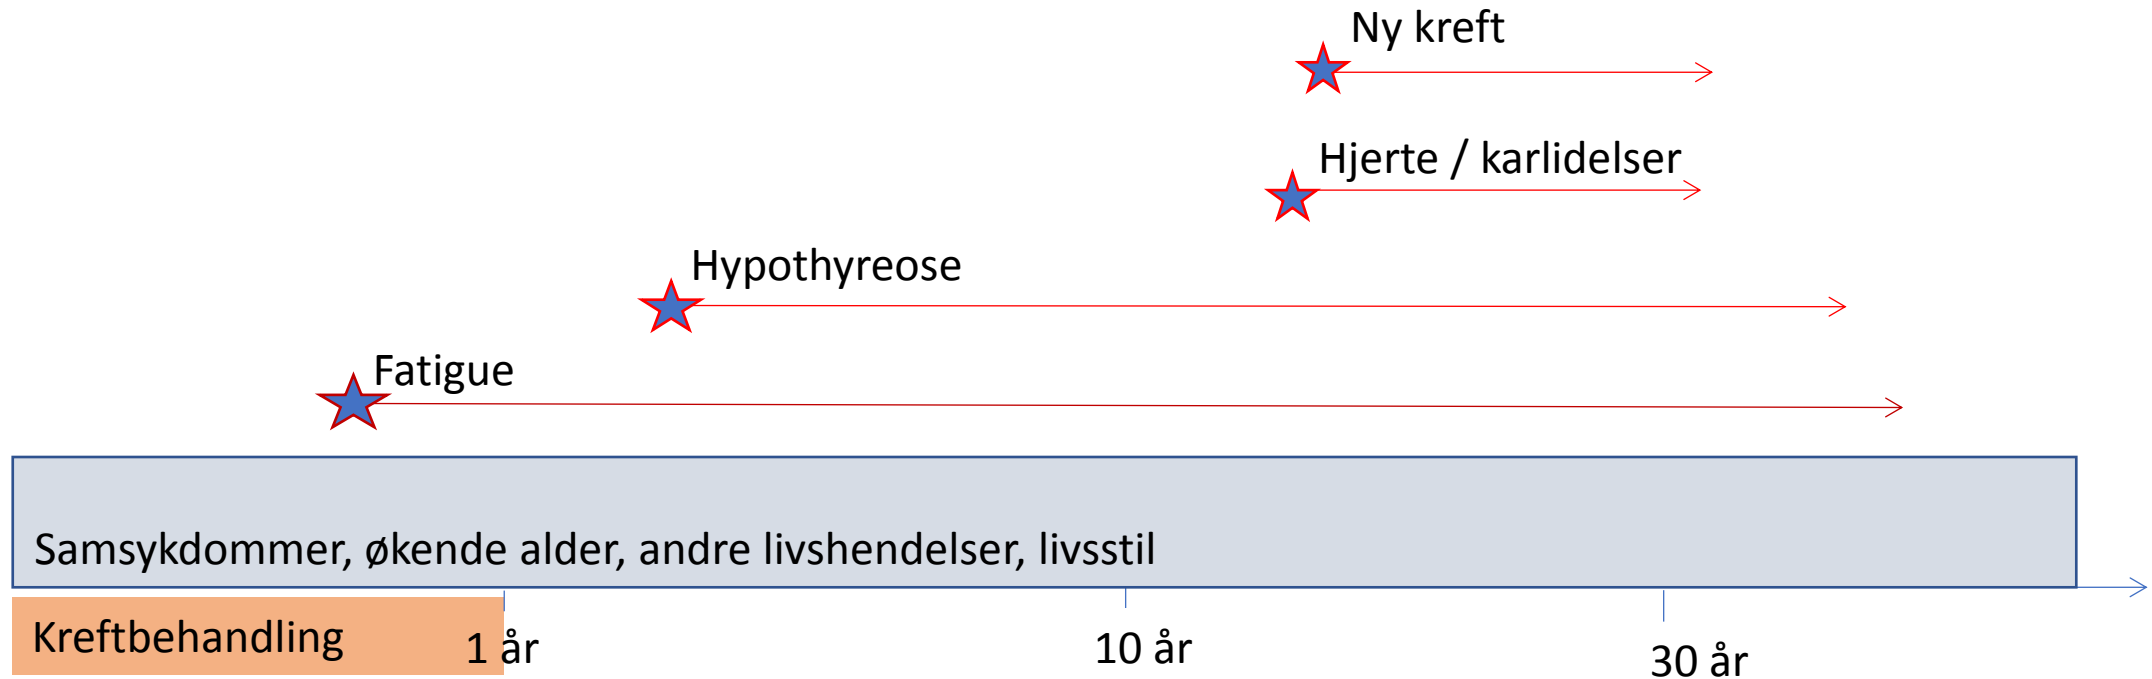 Ny kreft
Hjerte / karlidelser
Hypothyreose
Fatigue
Samsykdommer, økende alder, andre livshendelser, livsstil
Kreftbehandling
1 år
10 år
30 år